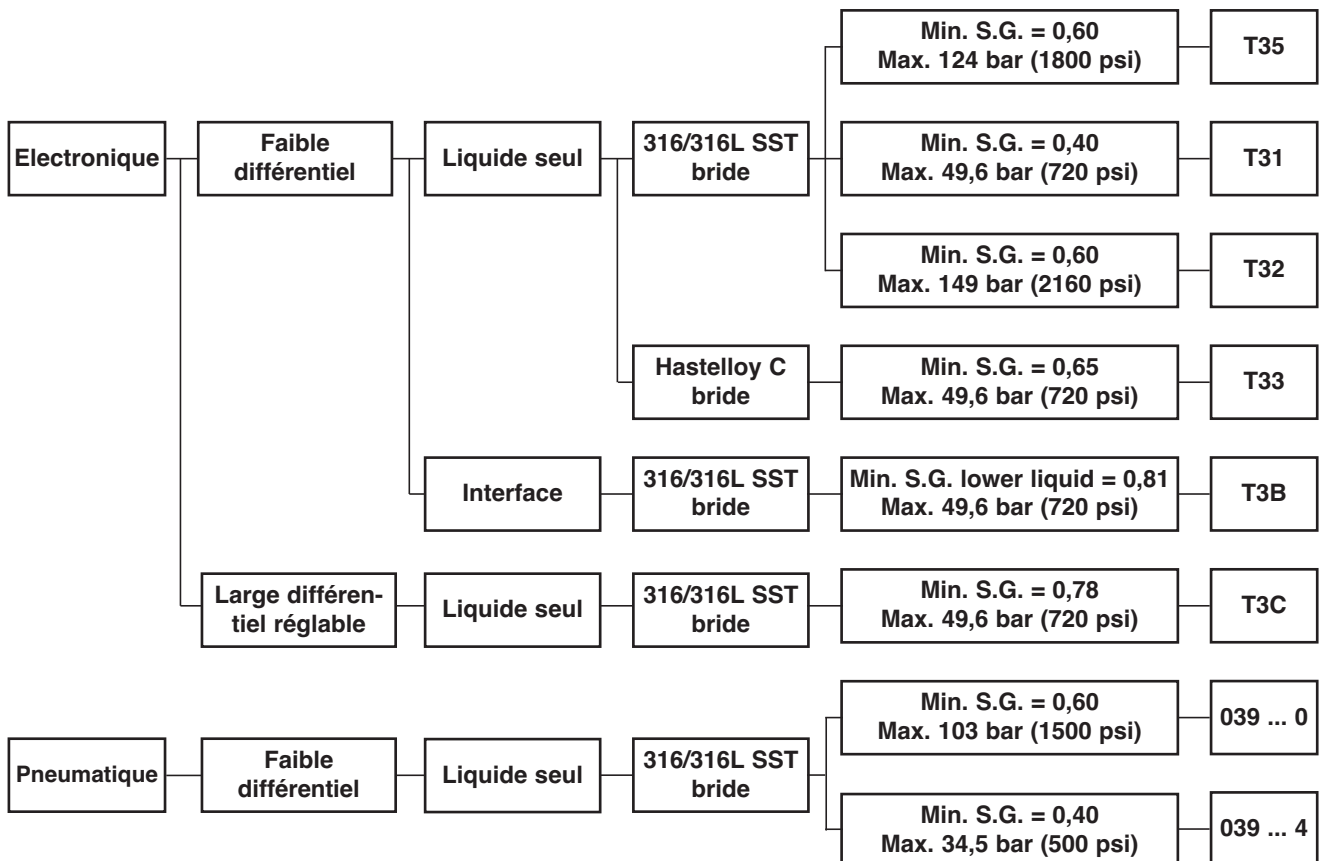 Min. S.G. = 0,60
Max. 124 bar (1800 psi)
T35
Electronique
Faible
différentiel
Liquide seul
316/316L SST
bride
Min. S.G. = 0,40
Max. 49,6 bar (720 psi)
T31
Min. S.G. = 0,60
Max. 149 bar (2160 psi)
T32
Hastelloy C
bride
Min. S.G. = 0,65
Max. 49,6 bar (720 psi)
T33
Interface
316/316L SST
bride
Min. S.G. lower liquid = 0,81
Max. 49,6 bar (720 psi)
T3B
Large différen-
tiel réglable
Liquide seul
316/316L SST
bride
Min. S.G. = 0,78
Max. 49,6 bar (720 psi)
T3C
Min. S.G. = 0,60
Max. 103 bar (1500 psi)
039 ... 0
Pneumatique
Faible
différentiel
Liquide seul
316/316L SST
bride
Min. S.G. = 0,40
Max. 34,5 bar (500 psi)
039 ... 4